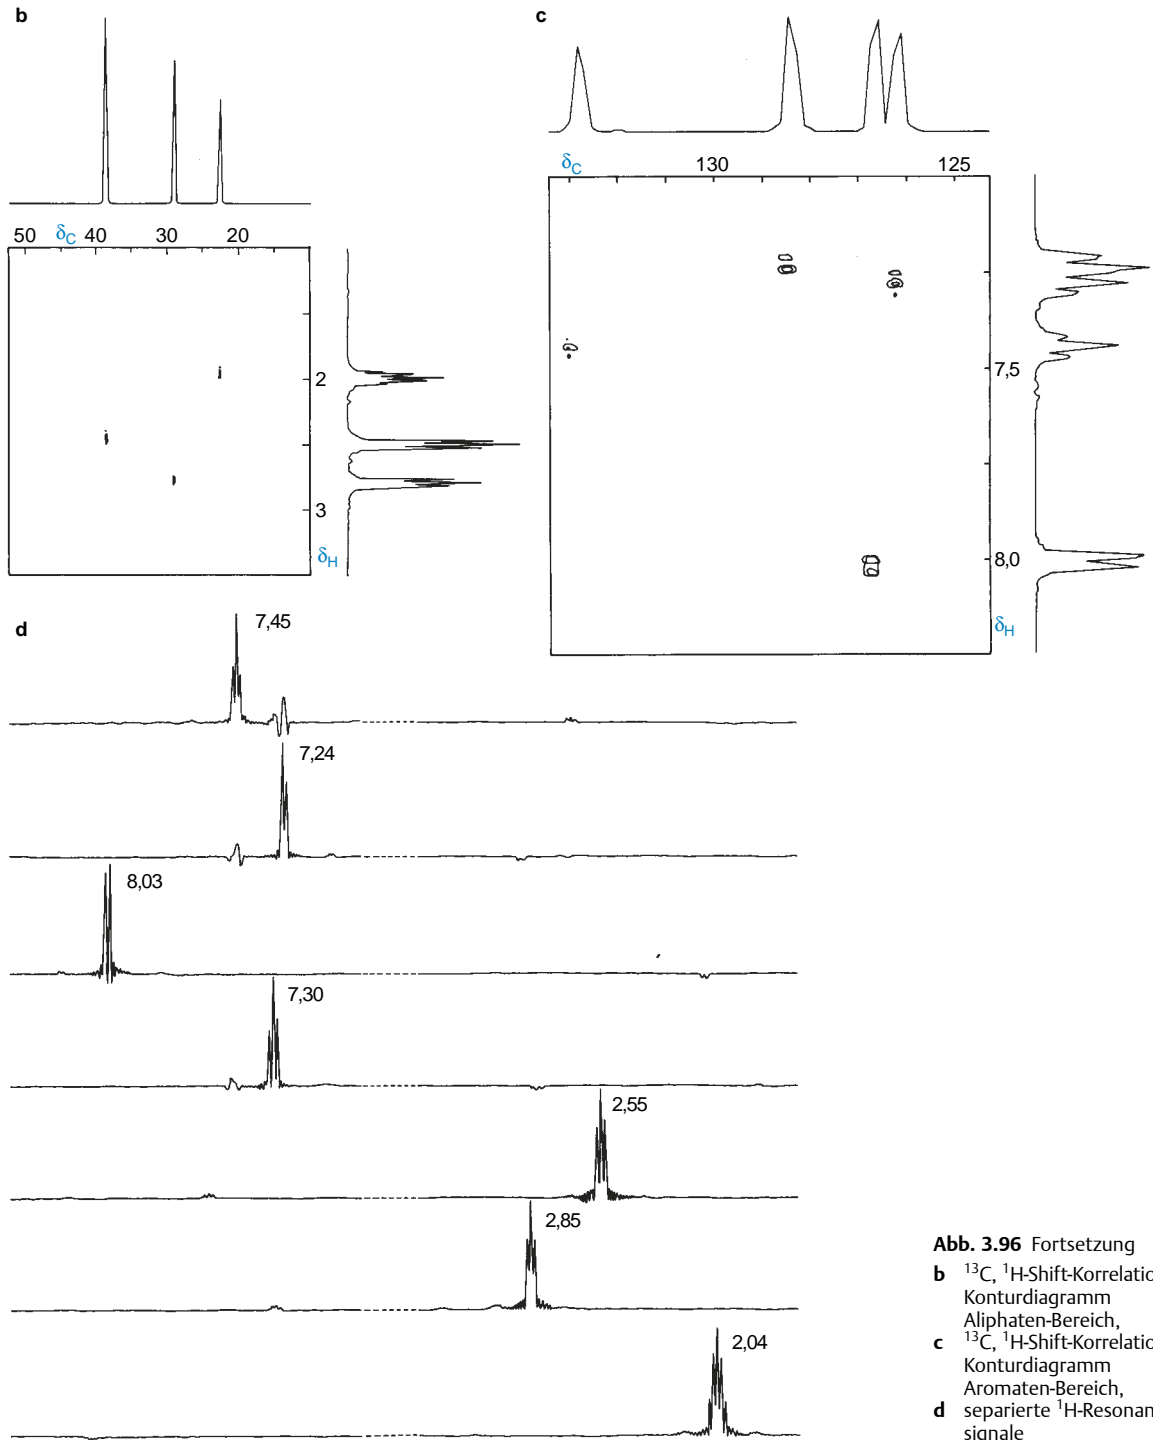 b
c
δC 130 125
50 δC 40 30 20
2
3
δH
7,5
8,0
δH
d
7,45
7,24
8,03
7,30
2,55
2,85
2,04
Abb. 3.96 Fortsetzung
b 13C, 1H-Shift-Korrelatio
Konturdiagramm
Aliphaten-Bereich,
c 13C, 1H-Shift-Korrelatio
Konturdiagramm
Aromaten-Bereich,
d separierte 1H-Resonan
signale